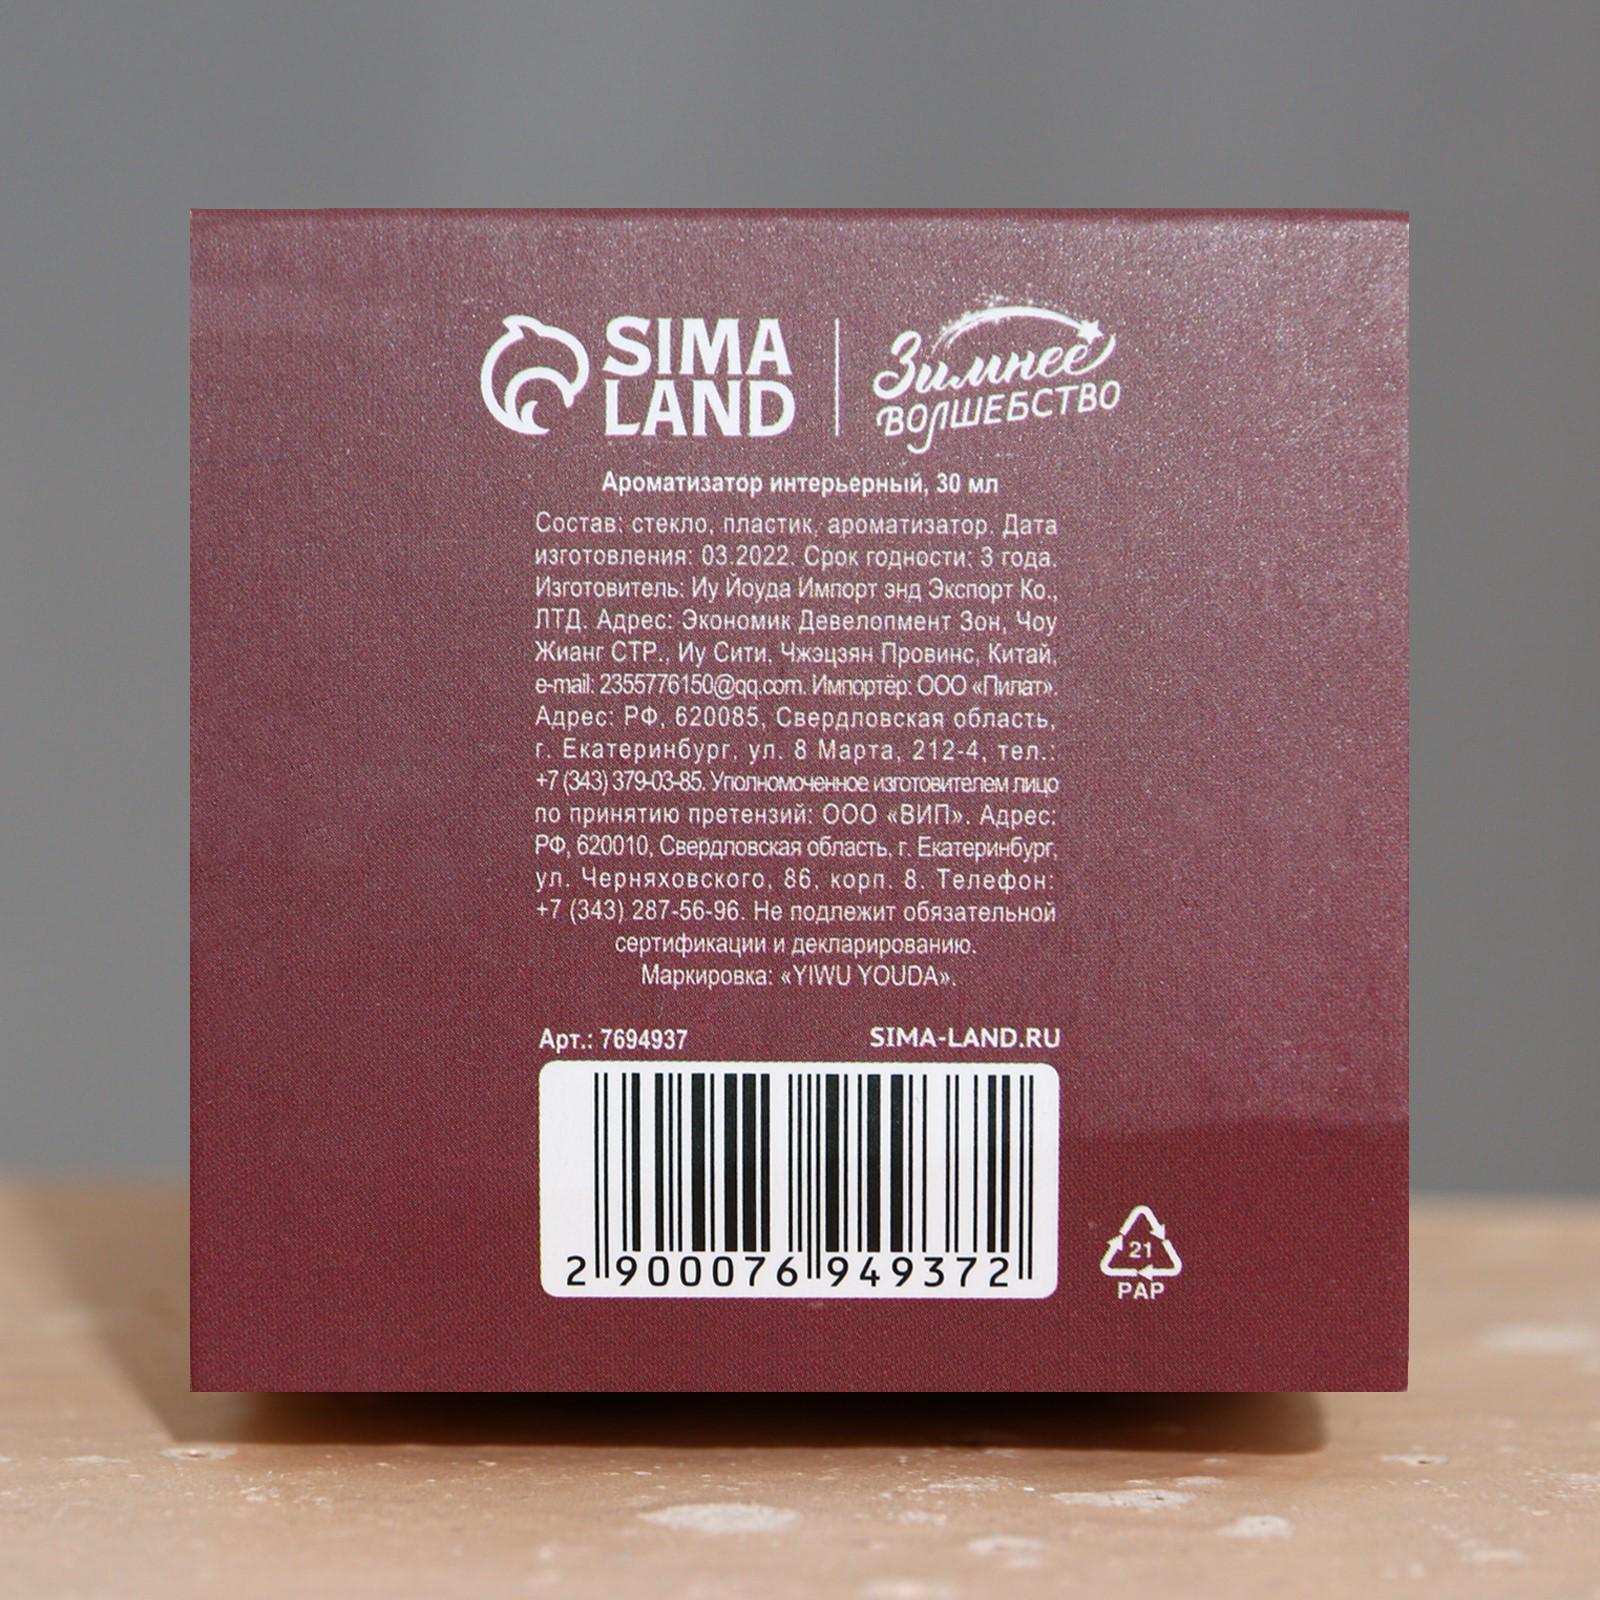 SIMA
LAND
Зимнее
ВОЛШЕБСТВО
Ароматизатор интерьерный, 30 мл
Состав: стекло, пластик, ароматизатор. Дата
изготовления: 03.2022. Срок годности: 3 года.
Изготовитель: Иу Йоуда Импорт энд Экспорт Ко.,
ЛТД. Адрес: Экономик Девелопмент Зон, Чоу
Жианг СТР., Иу Сити, Чжэцзян Провинс, Китай,
e-mail: 2355776150@qq.com. Импортёр: ООО «Пилат».
Адрес: РФ, 620085, Свердловская область,
г. Екатеринбург, ул. 8 Марта, 212-4, тел.:
+7 (343) 379-03-85. Уполномоченное изготовителем лицо
по принятию претензий: ООО «ВИП». Адрес:
РФ, 620010, Свердловская область, г. Екатеринбург,
ул. Черняховского, 86, корп. 8. Телефон:
+7 (343) 287-56-96. Не подлежит обязательной
сертификации и декларированию.
Маркировка: «YIWU YOUDA».
Арт.: 7694937
SIMA-LAND.RU
2 900076 949372
21
PAP